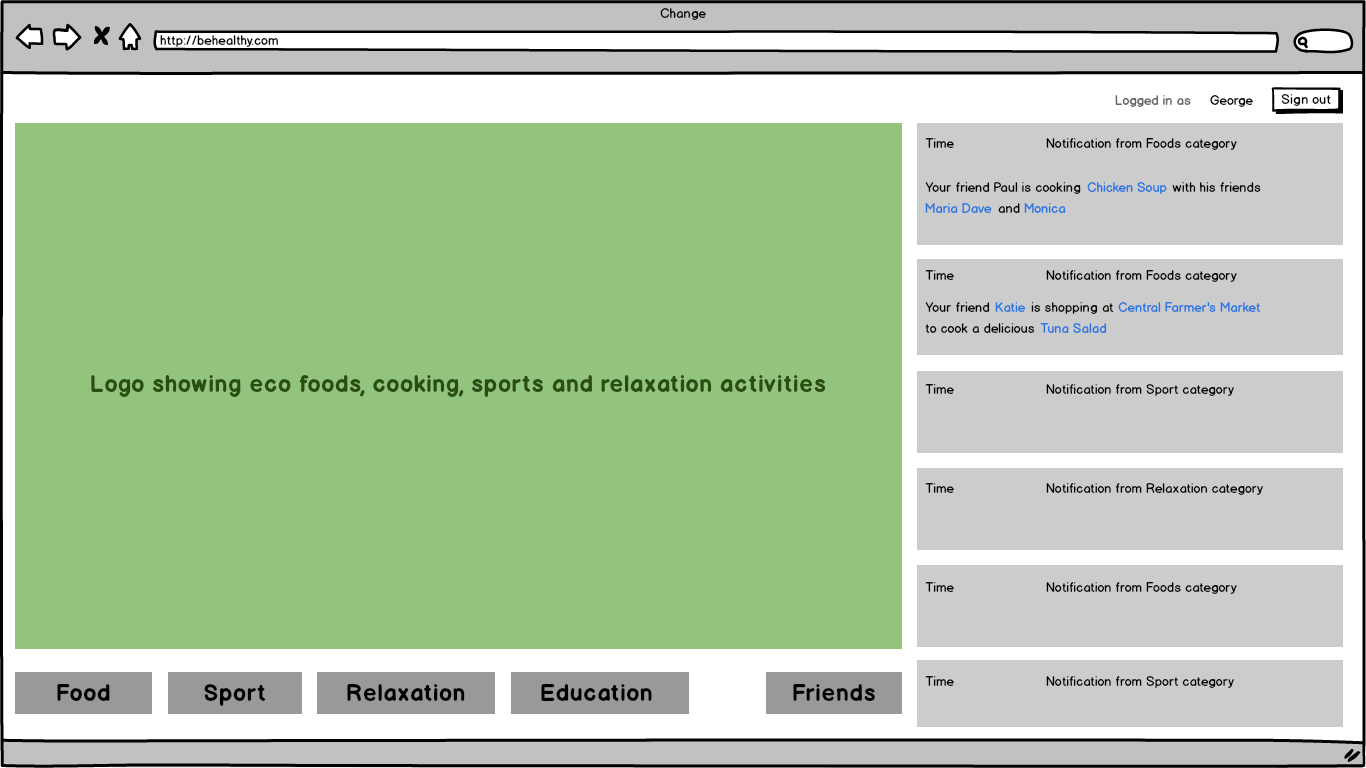 Change
http://behealthy.com
Logged in as George Sign out
Logo showing eco foods, cooking, sports and relaxation activities
Food Sport Relaxation Education Friends
Time Notification from Foods category
Your friend Paul is cooking Chicken Soup with his friends
Maria Dave and Monica
Time Notification from Foods category
Your friend Katie is shopping at Central Farmer's Market
to cook a delicious Tuna Salad
Time Notification from Sport category
Time Notification from Relaxation category
Time Notification from Foods category
Time Notification from Sport category